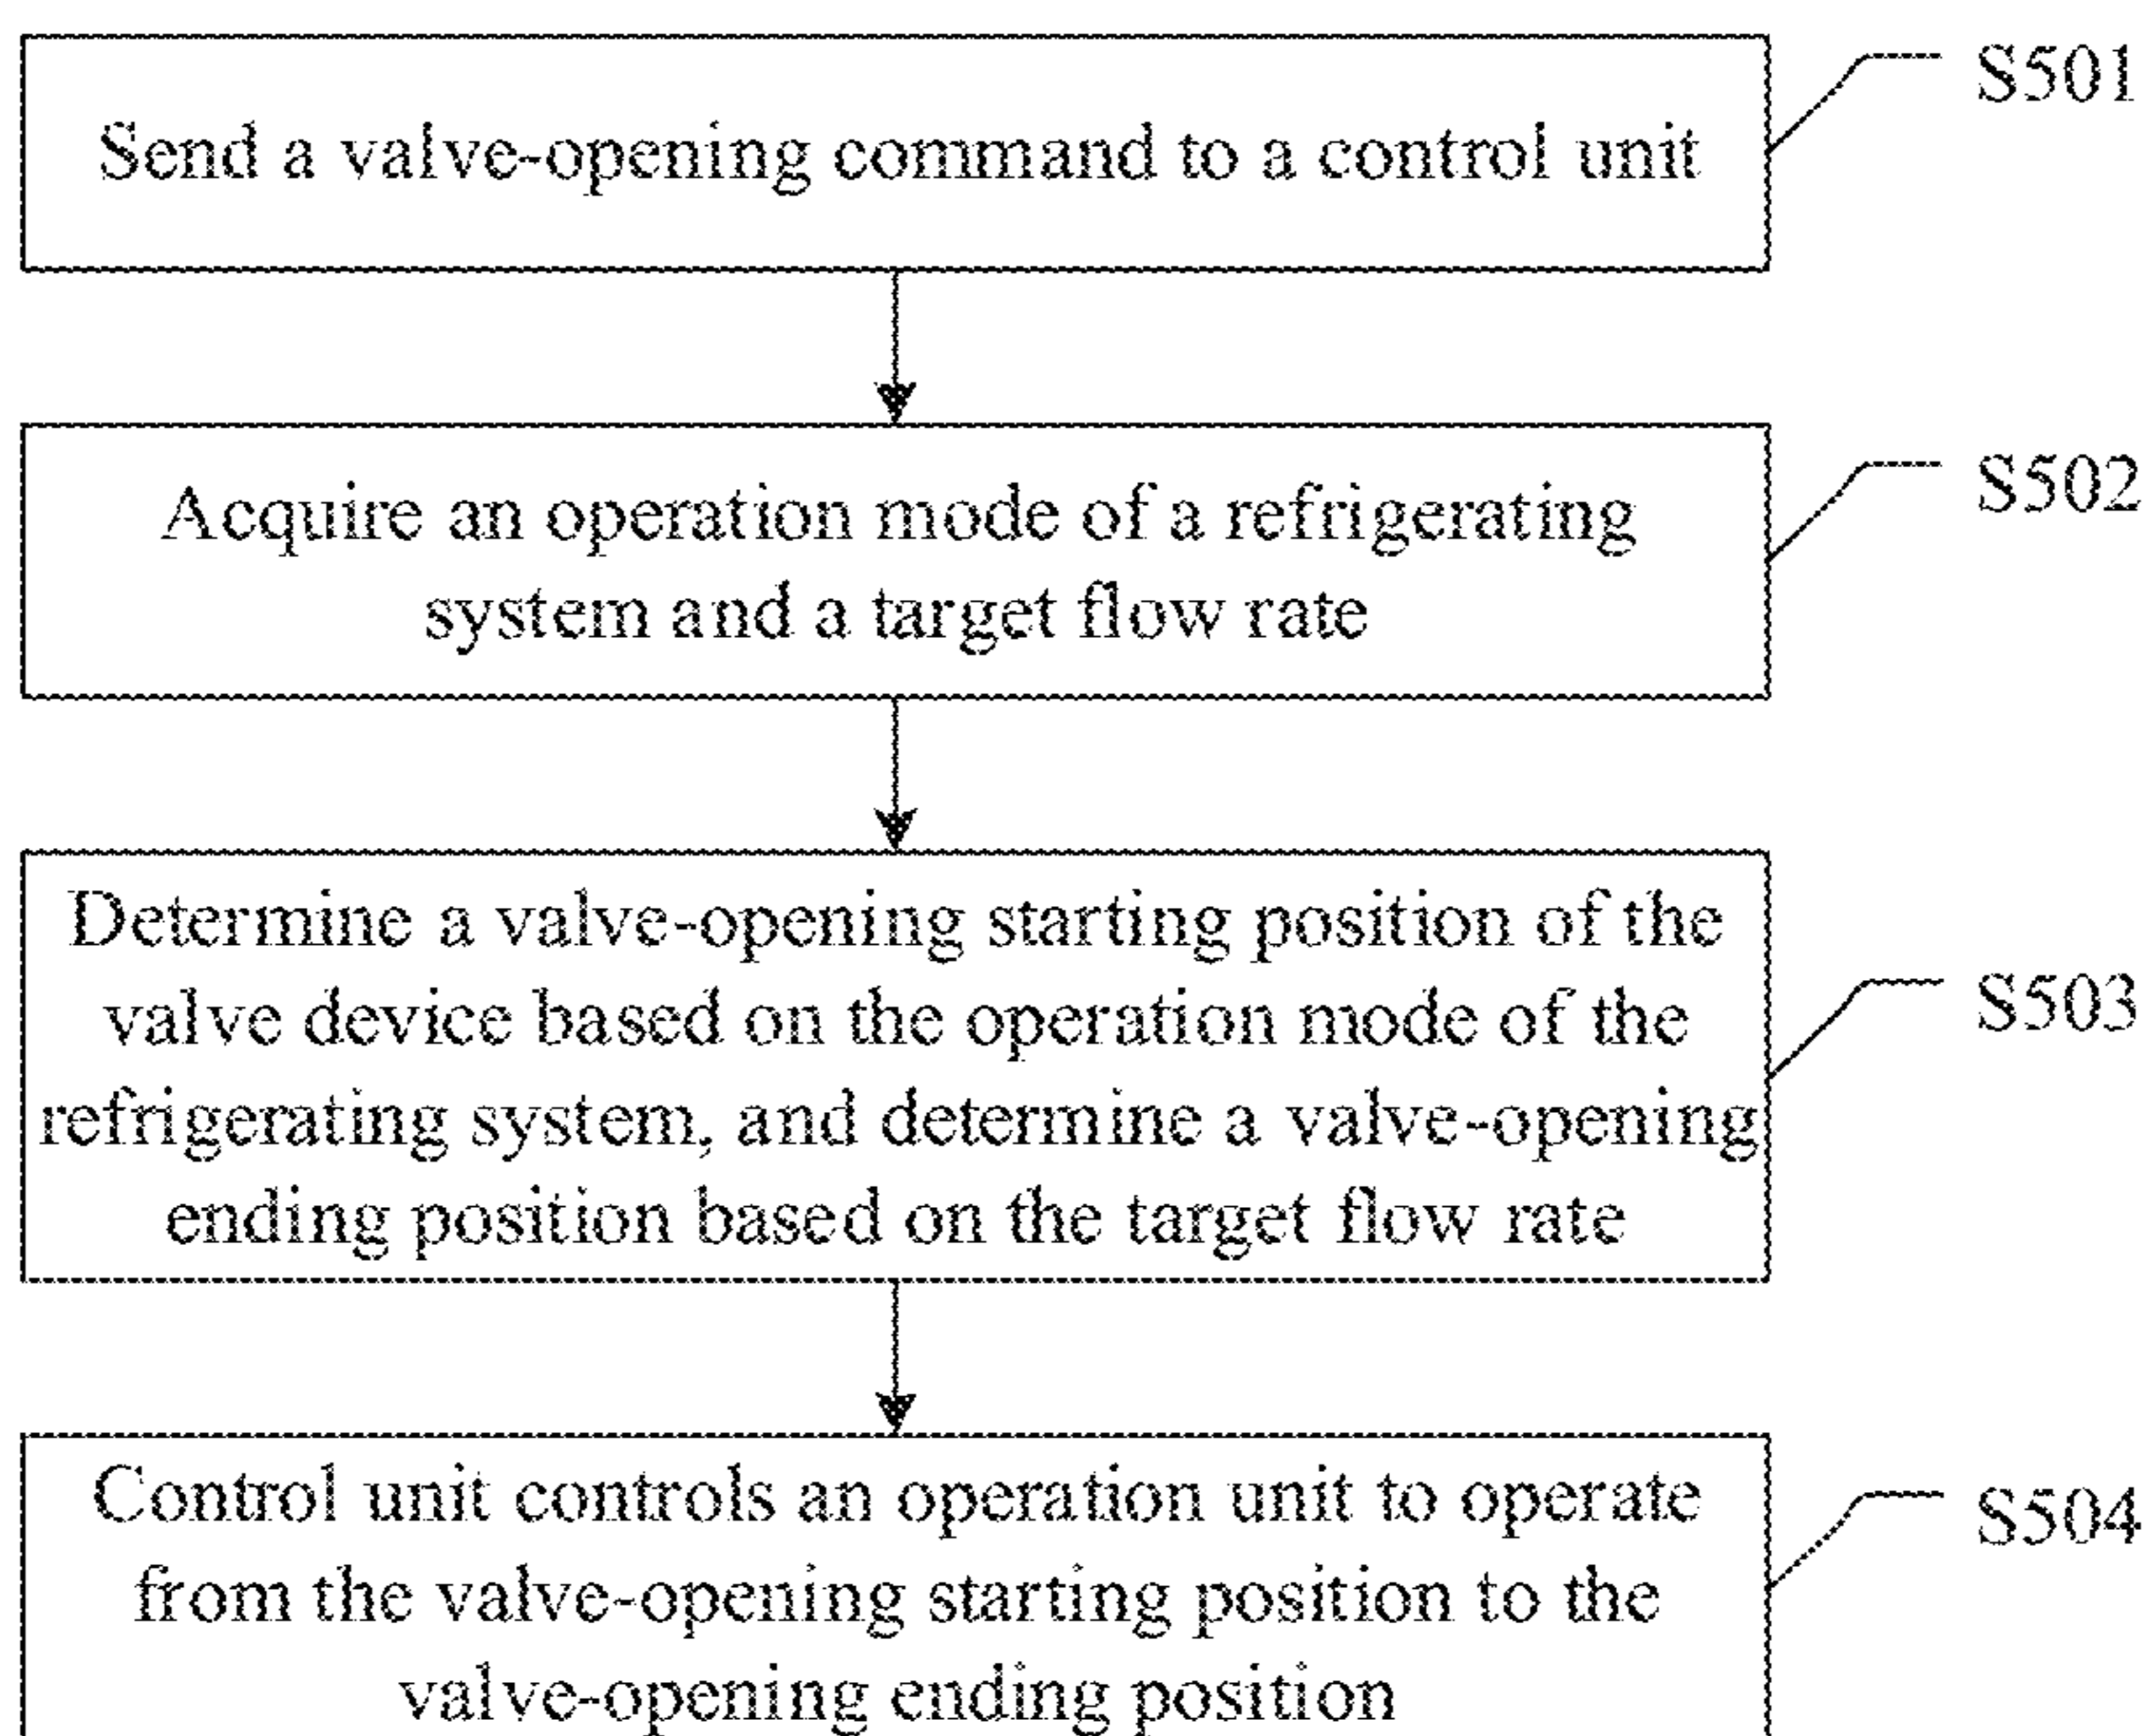 S501
Send a valve-opening command to a control unit
S502
Acquire an operation mode of a refrigerating
system and a target flow rate
S503
Determine a valve-opening starting position of the
valve device based on the operation mode of the
refrigerating system, and determine a valve-opening
ending position based on the target flow rate
S504
Control unit controls an operation unit to operate
from the valve-opening starting position to the
valve-opening ending position